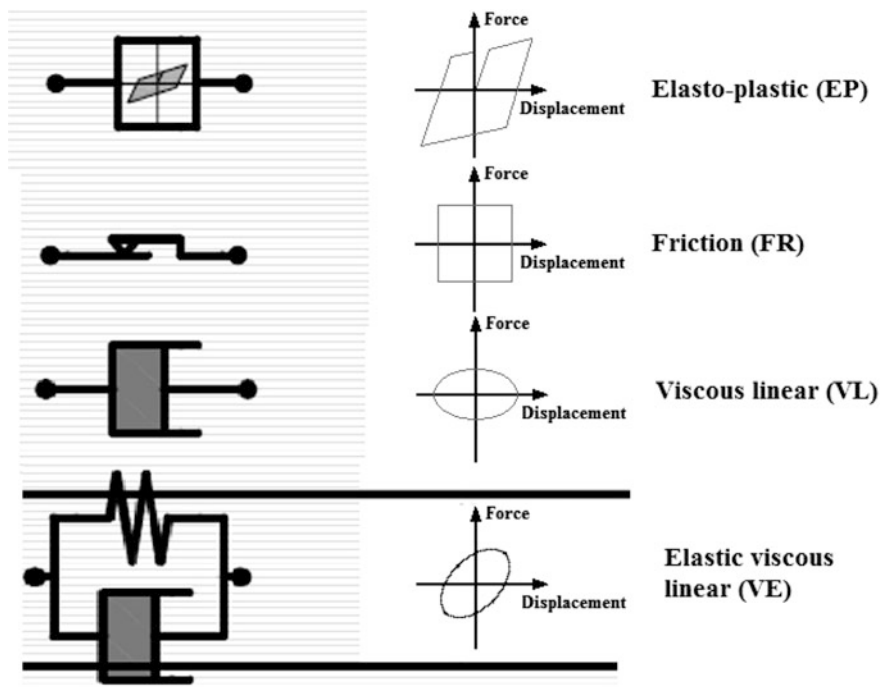 Force
Displacement
Elasto-plastic (EP)
Force
Displacement
Friction (FR)
Force
Displacement
Viscous linear (VL)
Force
Displacement
Elastic viscous
linear (VE)